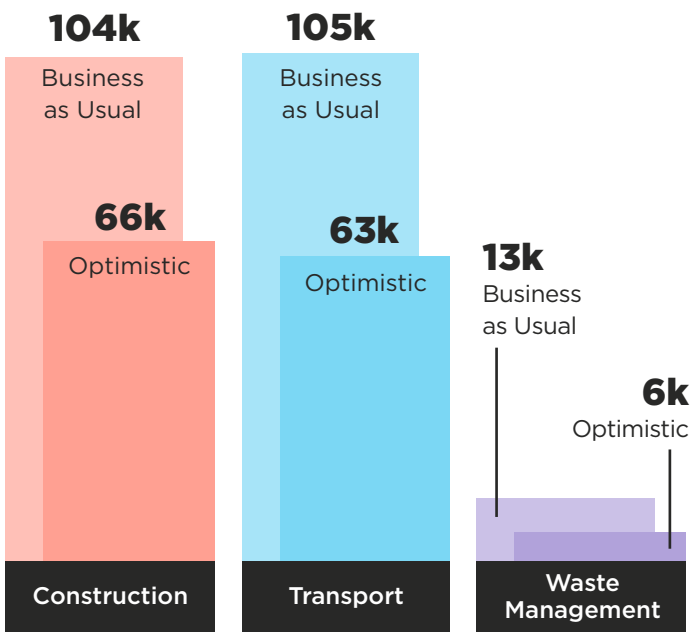 104k
Business
as Usual
66k
Optimistic
Construction
105k
Business
as Usual
63k
Optimistic
Transport
13k
Business
as Usual
6k
Optimistic
Waste
Management